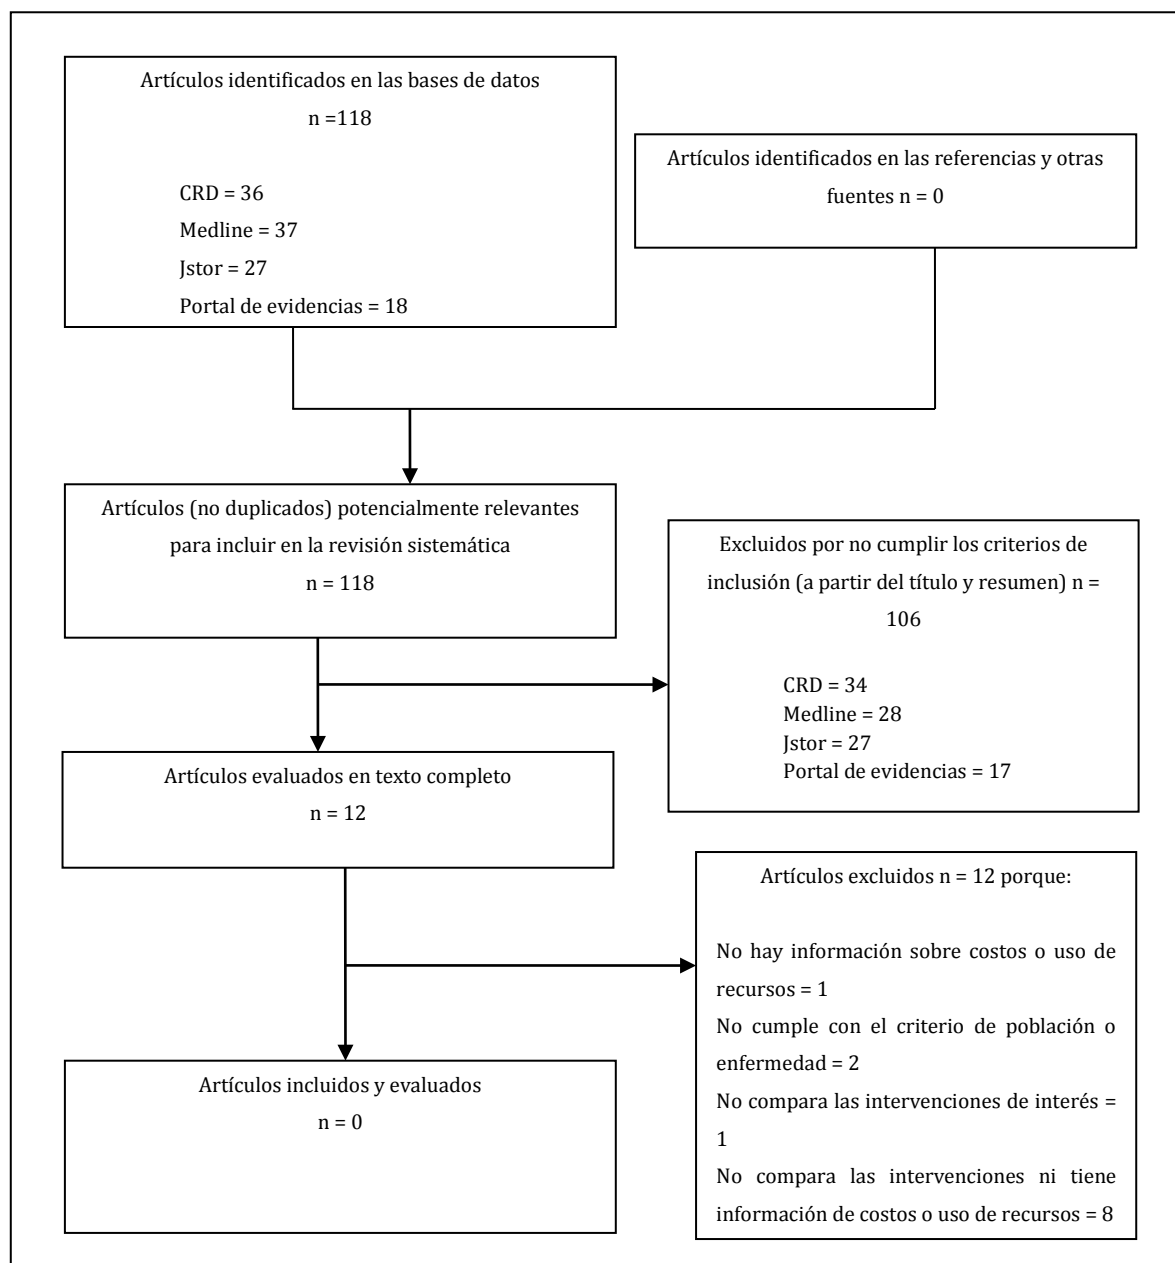 Artículos identificados en las bases de datos
n =118
CRD = 36
Medline = 37
Jstor = 27
Portal de evidencias = 18
Artículos identificados en las referencias y otras
fuentes n = 0
Artículos (no duplicados) potencialmente relevantes
para incluir en la revisión sistemática
n = 118
Excluidos por no cumplir los criterios de
inclusión (a partir del título y resumen) n =
106
CRD = 34
Medline = 28
Jstor = 27
Portal de evidencias = 17
Artículos evaluados en texto completo
n = 12
Artículos excluidos n = 12 porque:
No hay información sobre costos o uso de
recursos = 1
No cumple con el criterio de población o
enfermedad = 2
No compara las intervenciones de interés =
1
No compara las intervenciones ni tiene
información de costos o uso de recursos = 8
Artículos incluidos y evaluados
n = 0